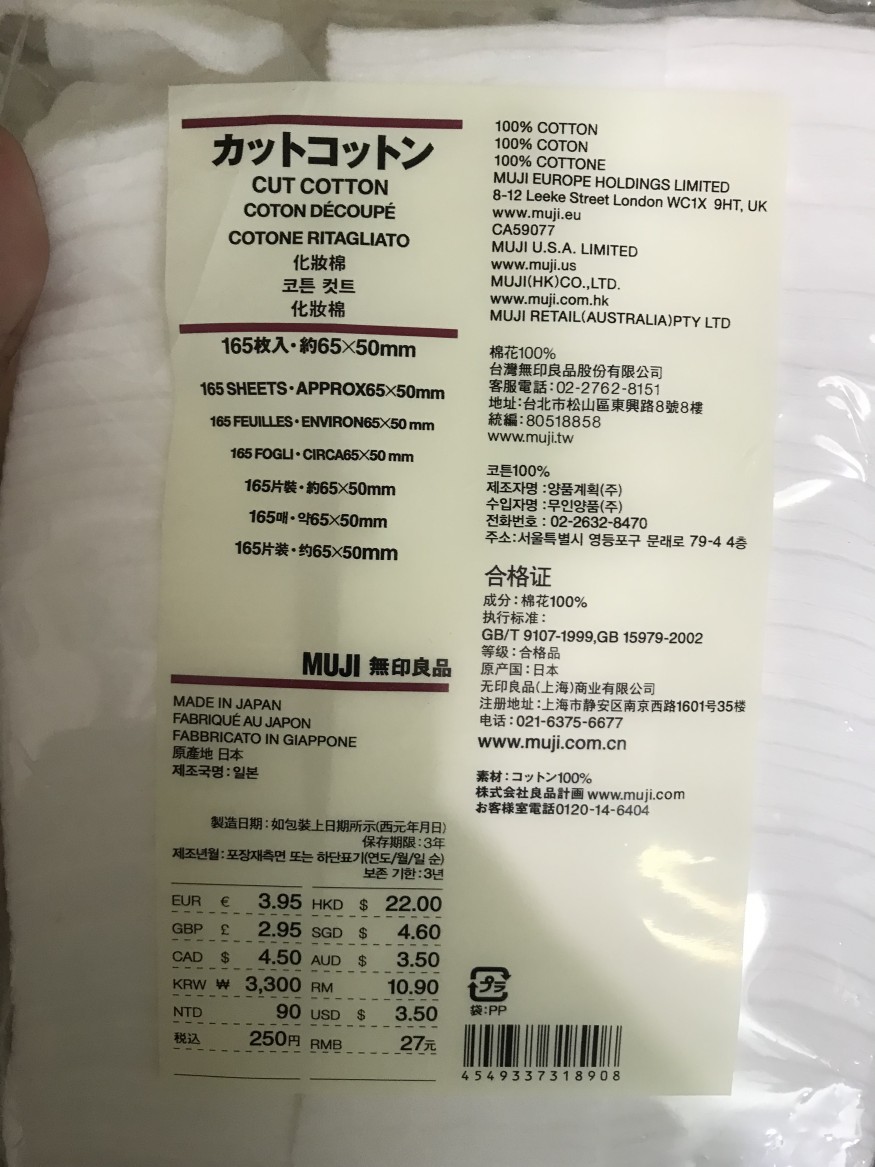 カットコットン
CUT COTTON
COTON DÉCOUPÉ
COTONE RITAGLIATO
化妝棉
코튼 컷트
化妝棉
165枚入・約65×50mm
165 SHEETS・APPROX65×50mm
165 FEUILLES・ENVIRON65×50 mm
165 FOGLI・CIRCA65×50 mm
165片裝・約65×50mm
165매・약65×50mm
165片装・约65×50mm
MUJI 無印良品
MADE IN JAPAN
FABRIQUÉ AU JAPON
FABBRICATO IN GIAPPONE
原產地 日本
제조국명:일본
製造日期:如包裝上日期所示(西元年月日)
保存期限:3年
제조년월:포장재측면 또는 하단표기(연도/월/일 순)
보존 기한:3년
EUR € 3.95 HKD $ 22.00
GBP £ 2.95 SGD $ 4.60
CAD $ 4.50 AUD $ 3.50
KRW ₩ 3,300 RM 10.90
NTD 90 USD $ 3.50
税込 250円 RMB 27元
100% COTTON
100% COTON
100% COTTONE
MUJI EUROPE HOLDINGS LIMITED
8-12 Leeke Street London WC1X 9HT, UK
www.muji.eu
CA59077
MUJI U.S.A. LIMITED
www.muji.us
MUJI(HK)CO.,LTD.
www.muji.com.hk
MUJI RETAIL(AUSTRALIA)PTY LTD
棉花100%
台灣無印良品股份有限公司
客服電話:02-2762-8151
地址:台北市松山區東興路8號8樓
統編:80518858
www.muji.tw
코튼100%
제조자명:양품계획(주)
수입자명:무인양품(주)
전화번호:02-2632-8470
주소:서울특별시 영등포구 문래로 79-4 4층
合格证
成分:棉花100%
执行标准:
GB/T 9107-1999,GB 15979-2002
等级:合格品
原产国:日本
无印良品(上海)商业有限公司
注册地址:上海市静安区南京西路1601号35楼
电话:021-6375-6677
www.muji.com.cn
素材:コットン100%
株式会社良品計画 www.muji.com
お客様室電話0120-14-6404
プラ
袋:PP
4549337318908